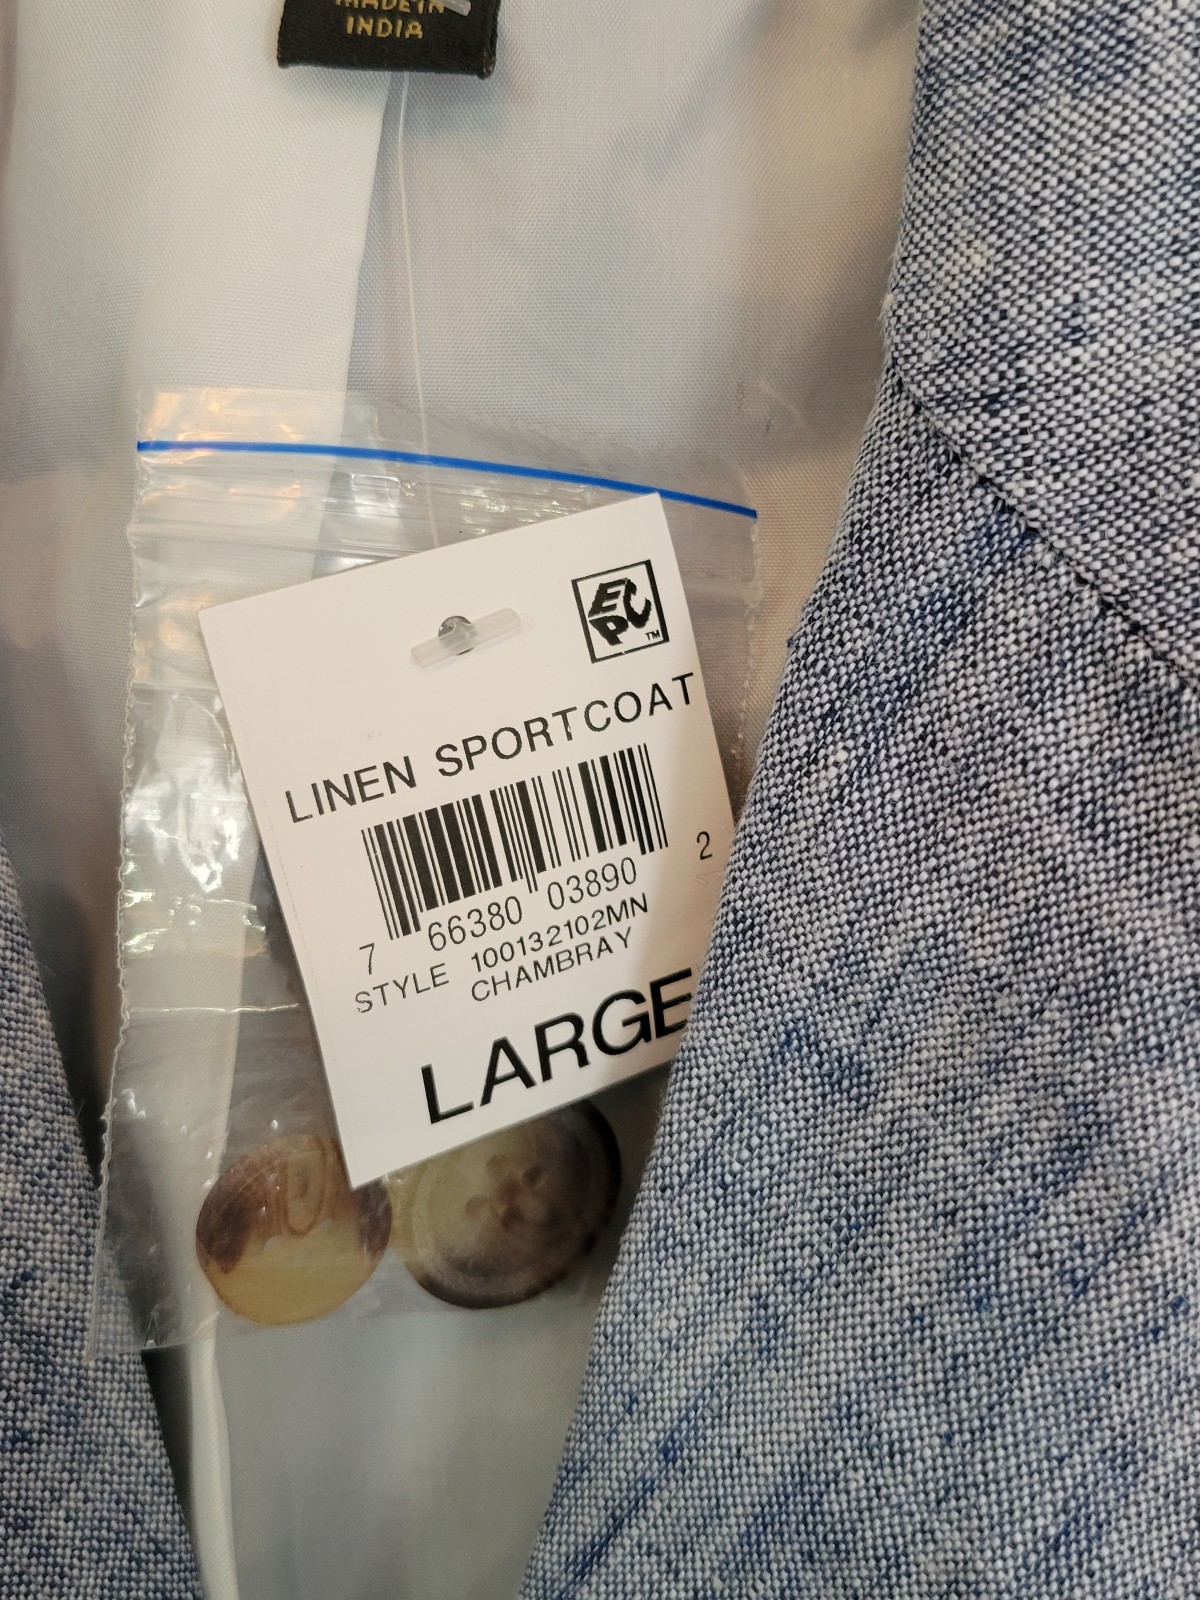 MADE IN
INDIA
EPC
TM
LINEN SPORTCOAT
7 66380 03890 2
STYLE 100132102MN
CHAMBRAY
LARGE